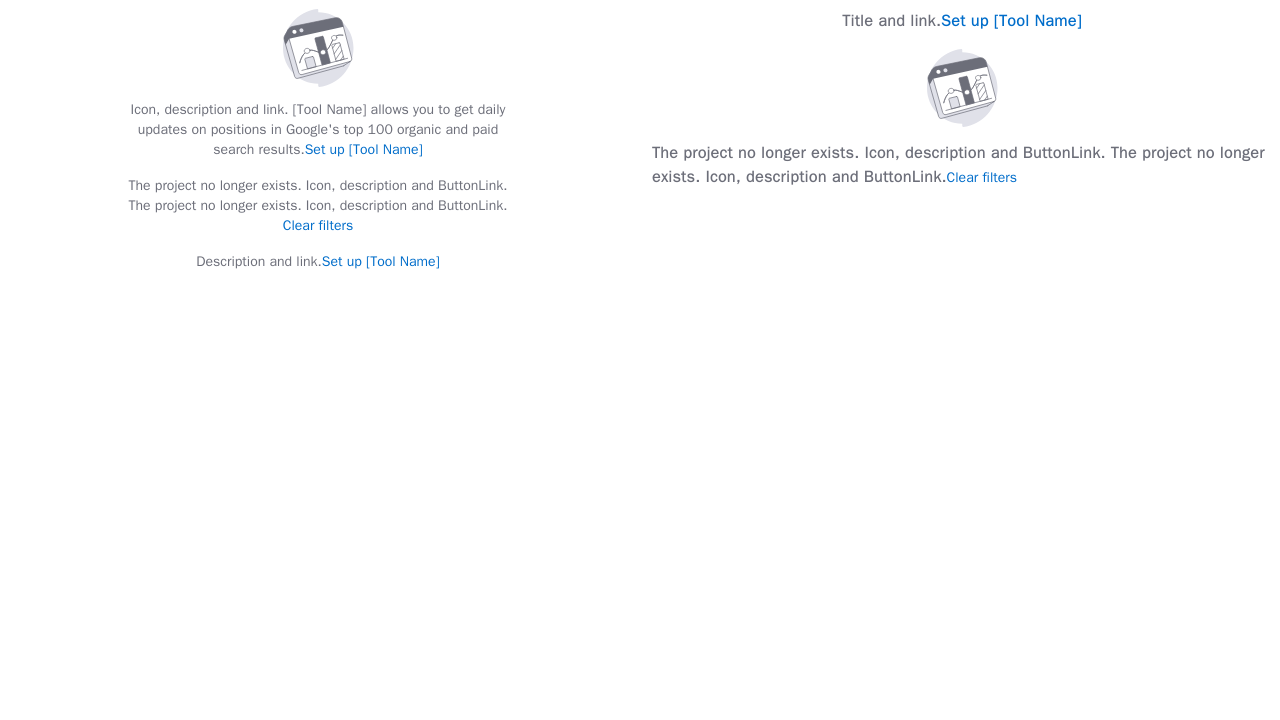 Icon, description and link. [Tool Name] allows you to get daily
updates on positions in Google's top 100 organic and paid
search results.Set up [Tool Name]
The project no longer exists. Icon, description and ButtonLink.
The project no longer exists. Icon, description and ButtonLink.
Clear filters
Description and link.Set up [Tool Name]
Title and link.Set up [Tool Name]
The project no longer exists. Icon, description and ButtonLink. The project no longer
exists. Icon, description and ButtonLink.Clear filters